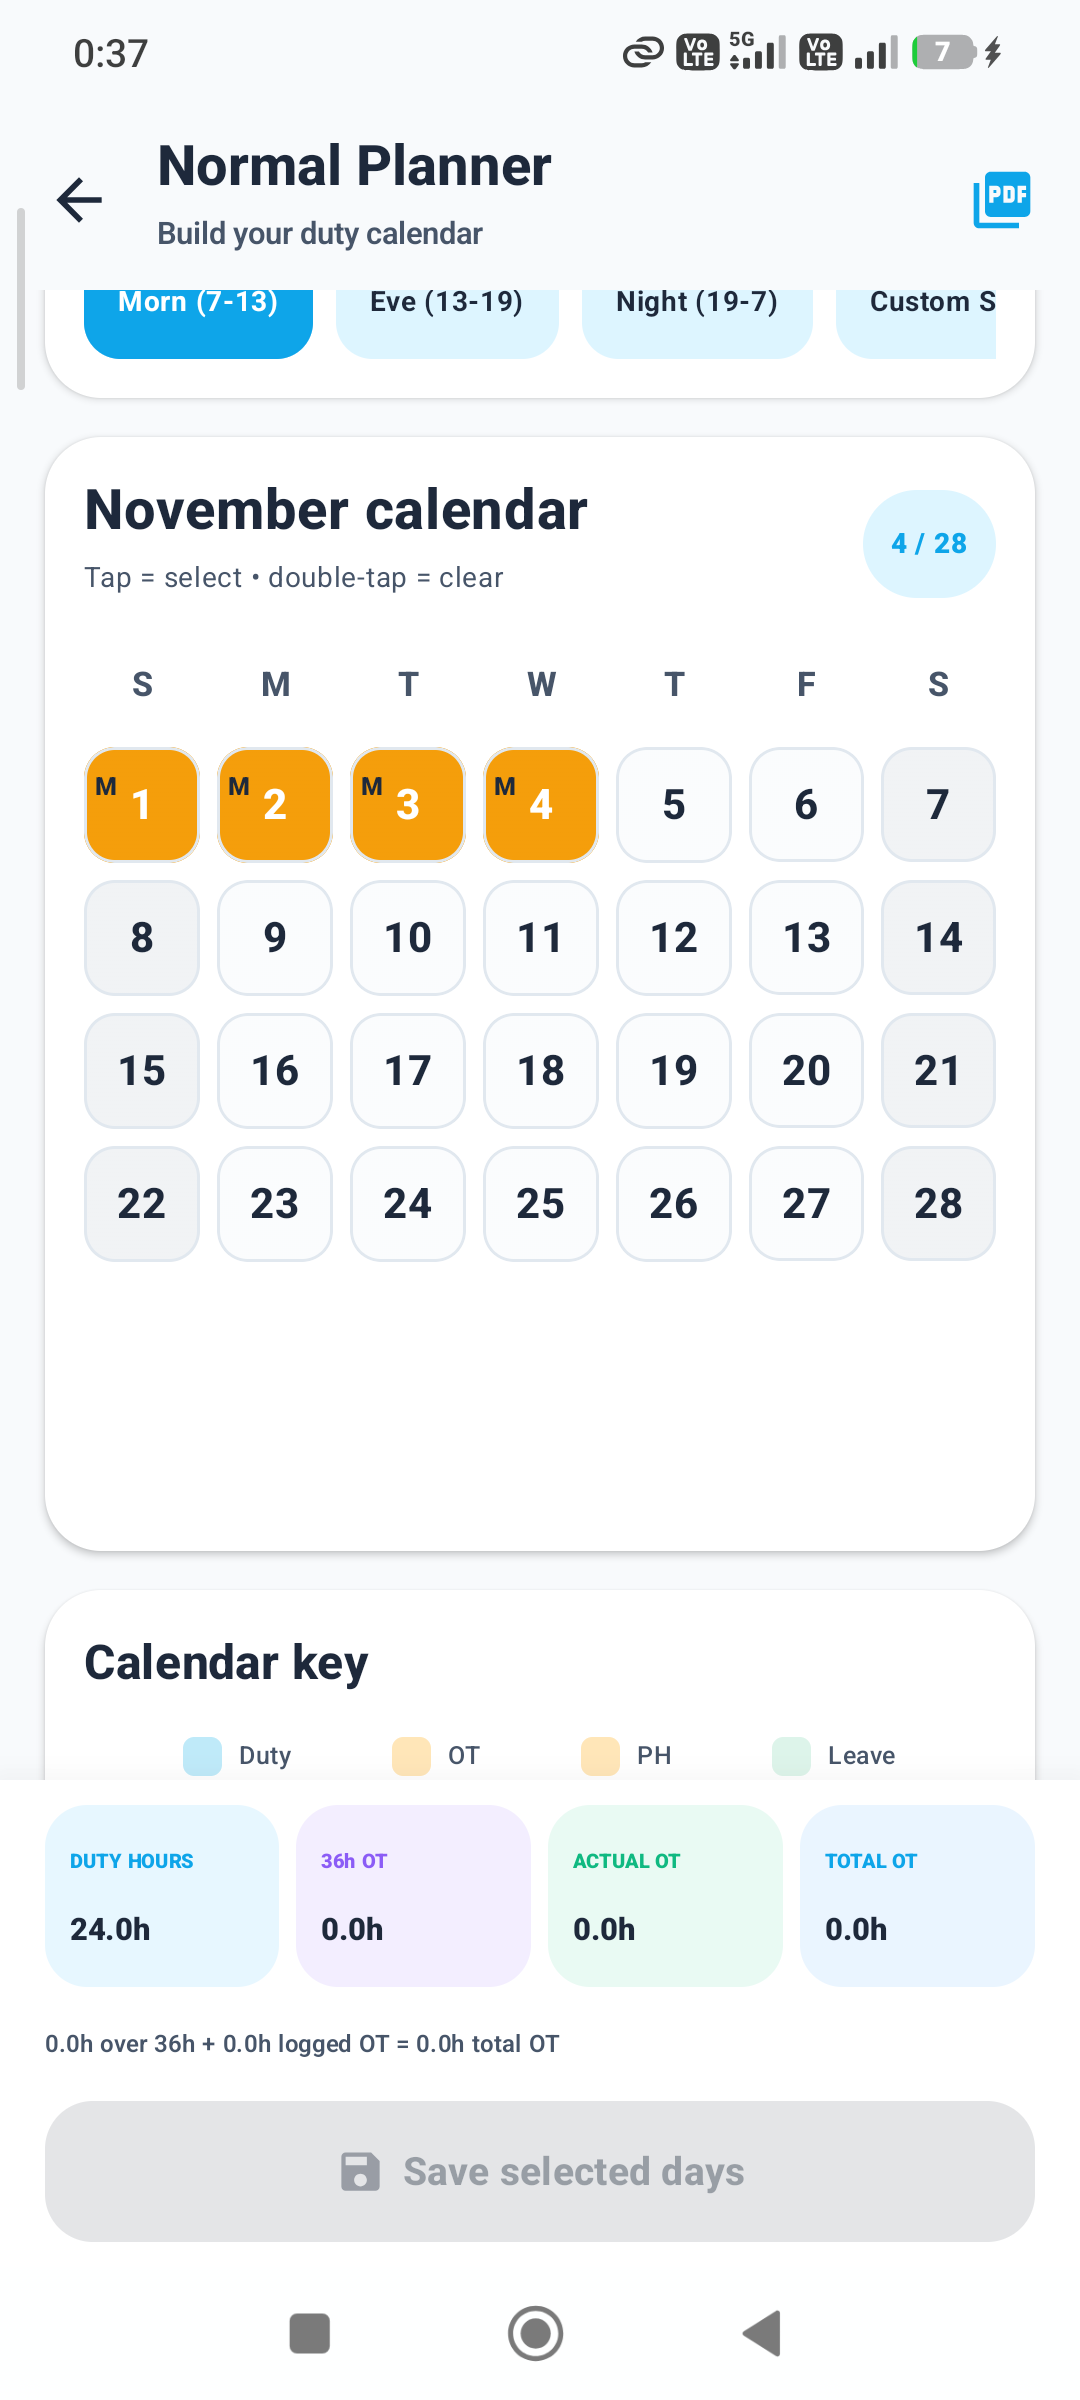 0:37
Vo LTE 5G Vo LTE 7
Normal Planner
Build your duty calendar
PDF
Morn (7-13) Eve (13-19) Night (19-7) Custom S
November calendar
Tap = select • double-tap = clear
4 / 28
S M T W T F S
M 1 M 2 M 3 M 4 5 6 7
8 9 10 11 12 13 14
15 16 17 18 19 20 21
22 23 24 25 26 27 28
Calendar key
Duty OT PH Leave
DUTY HOURS 36h OT ACTUAL OT TOTAL OT
24.0h 0.0h 0.0h 0.0h
0.0h over 36h + 0.0h logged OT = 0.0h total OT
Save selected days